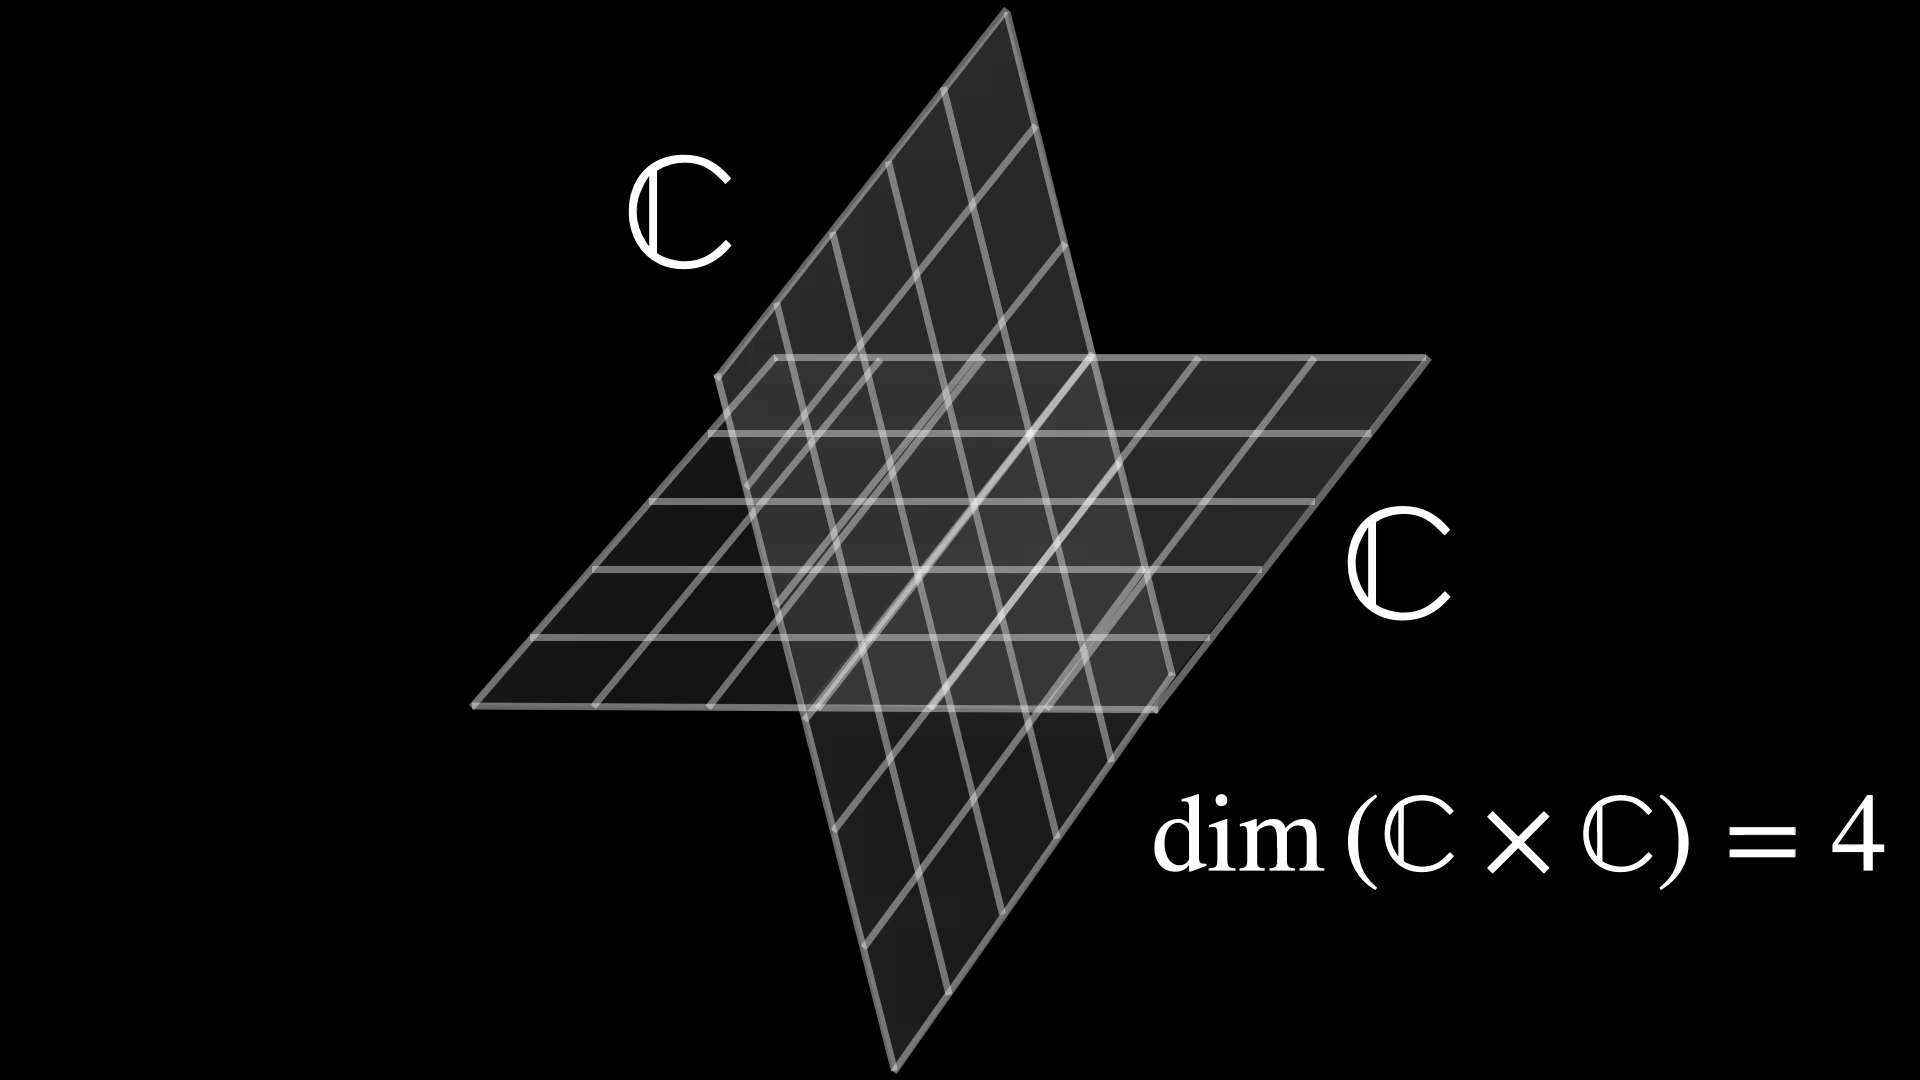 ℂ
ℂ
dim (ℂ × ℂ) = 4